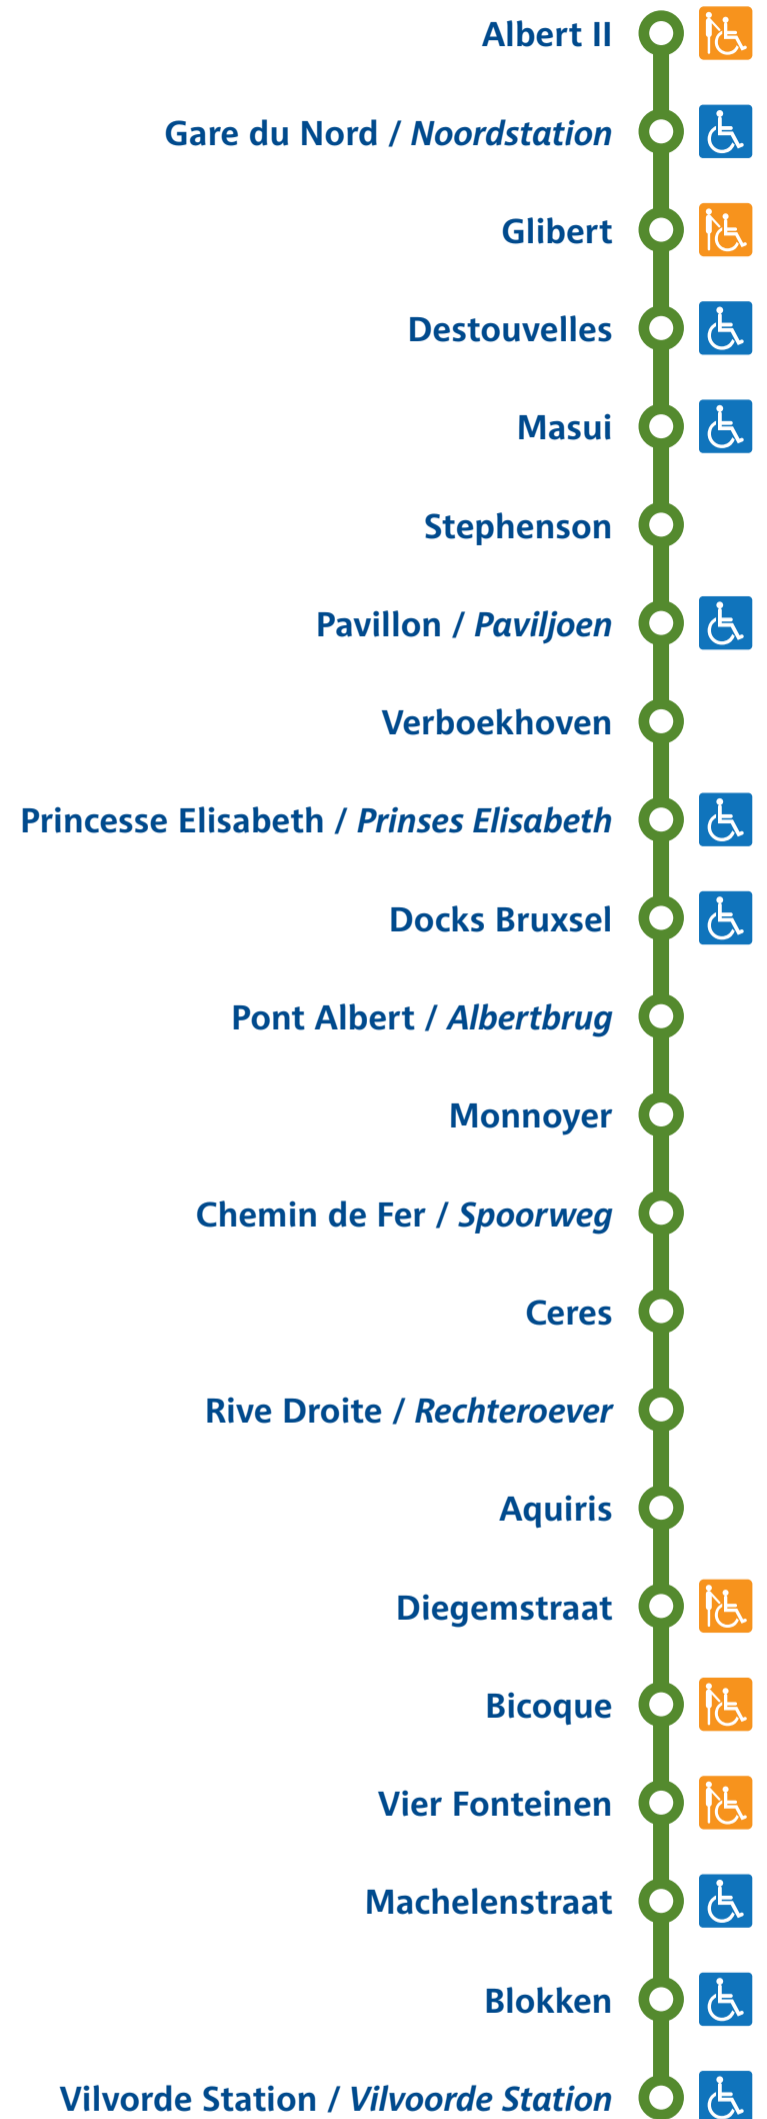 Albert II
Gare du Nord / Noordstation
Glibert
Destouvelles
Masui
Stephenson
Pavillon / Paviljoen
Verboekhoven
Princesse Elisabeth / Prinses Elisabeth
Docks Bruxsel
Pont Albert / Albertbrug
Monnoyer
Chemin de Fer / Spoorweg
Ceres
Rive Droite / Rechteroever
Aquiris
Diegemstraat
Bicoque
Vier Fonteinen
Machelenstraat
Blokken
Vilvorde Station / Vilvoorde Station